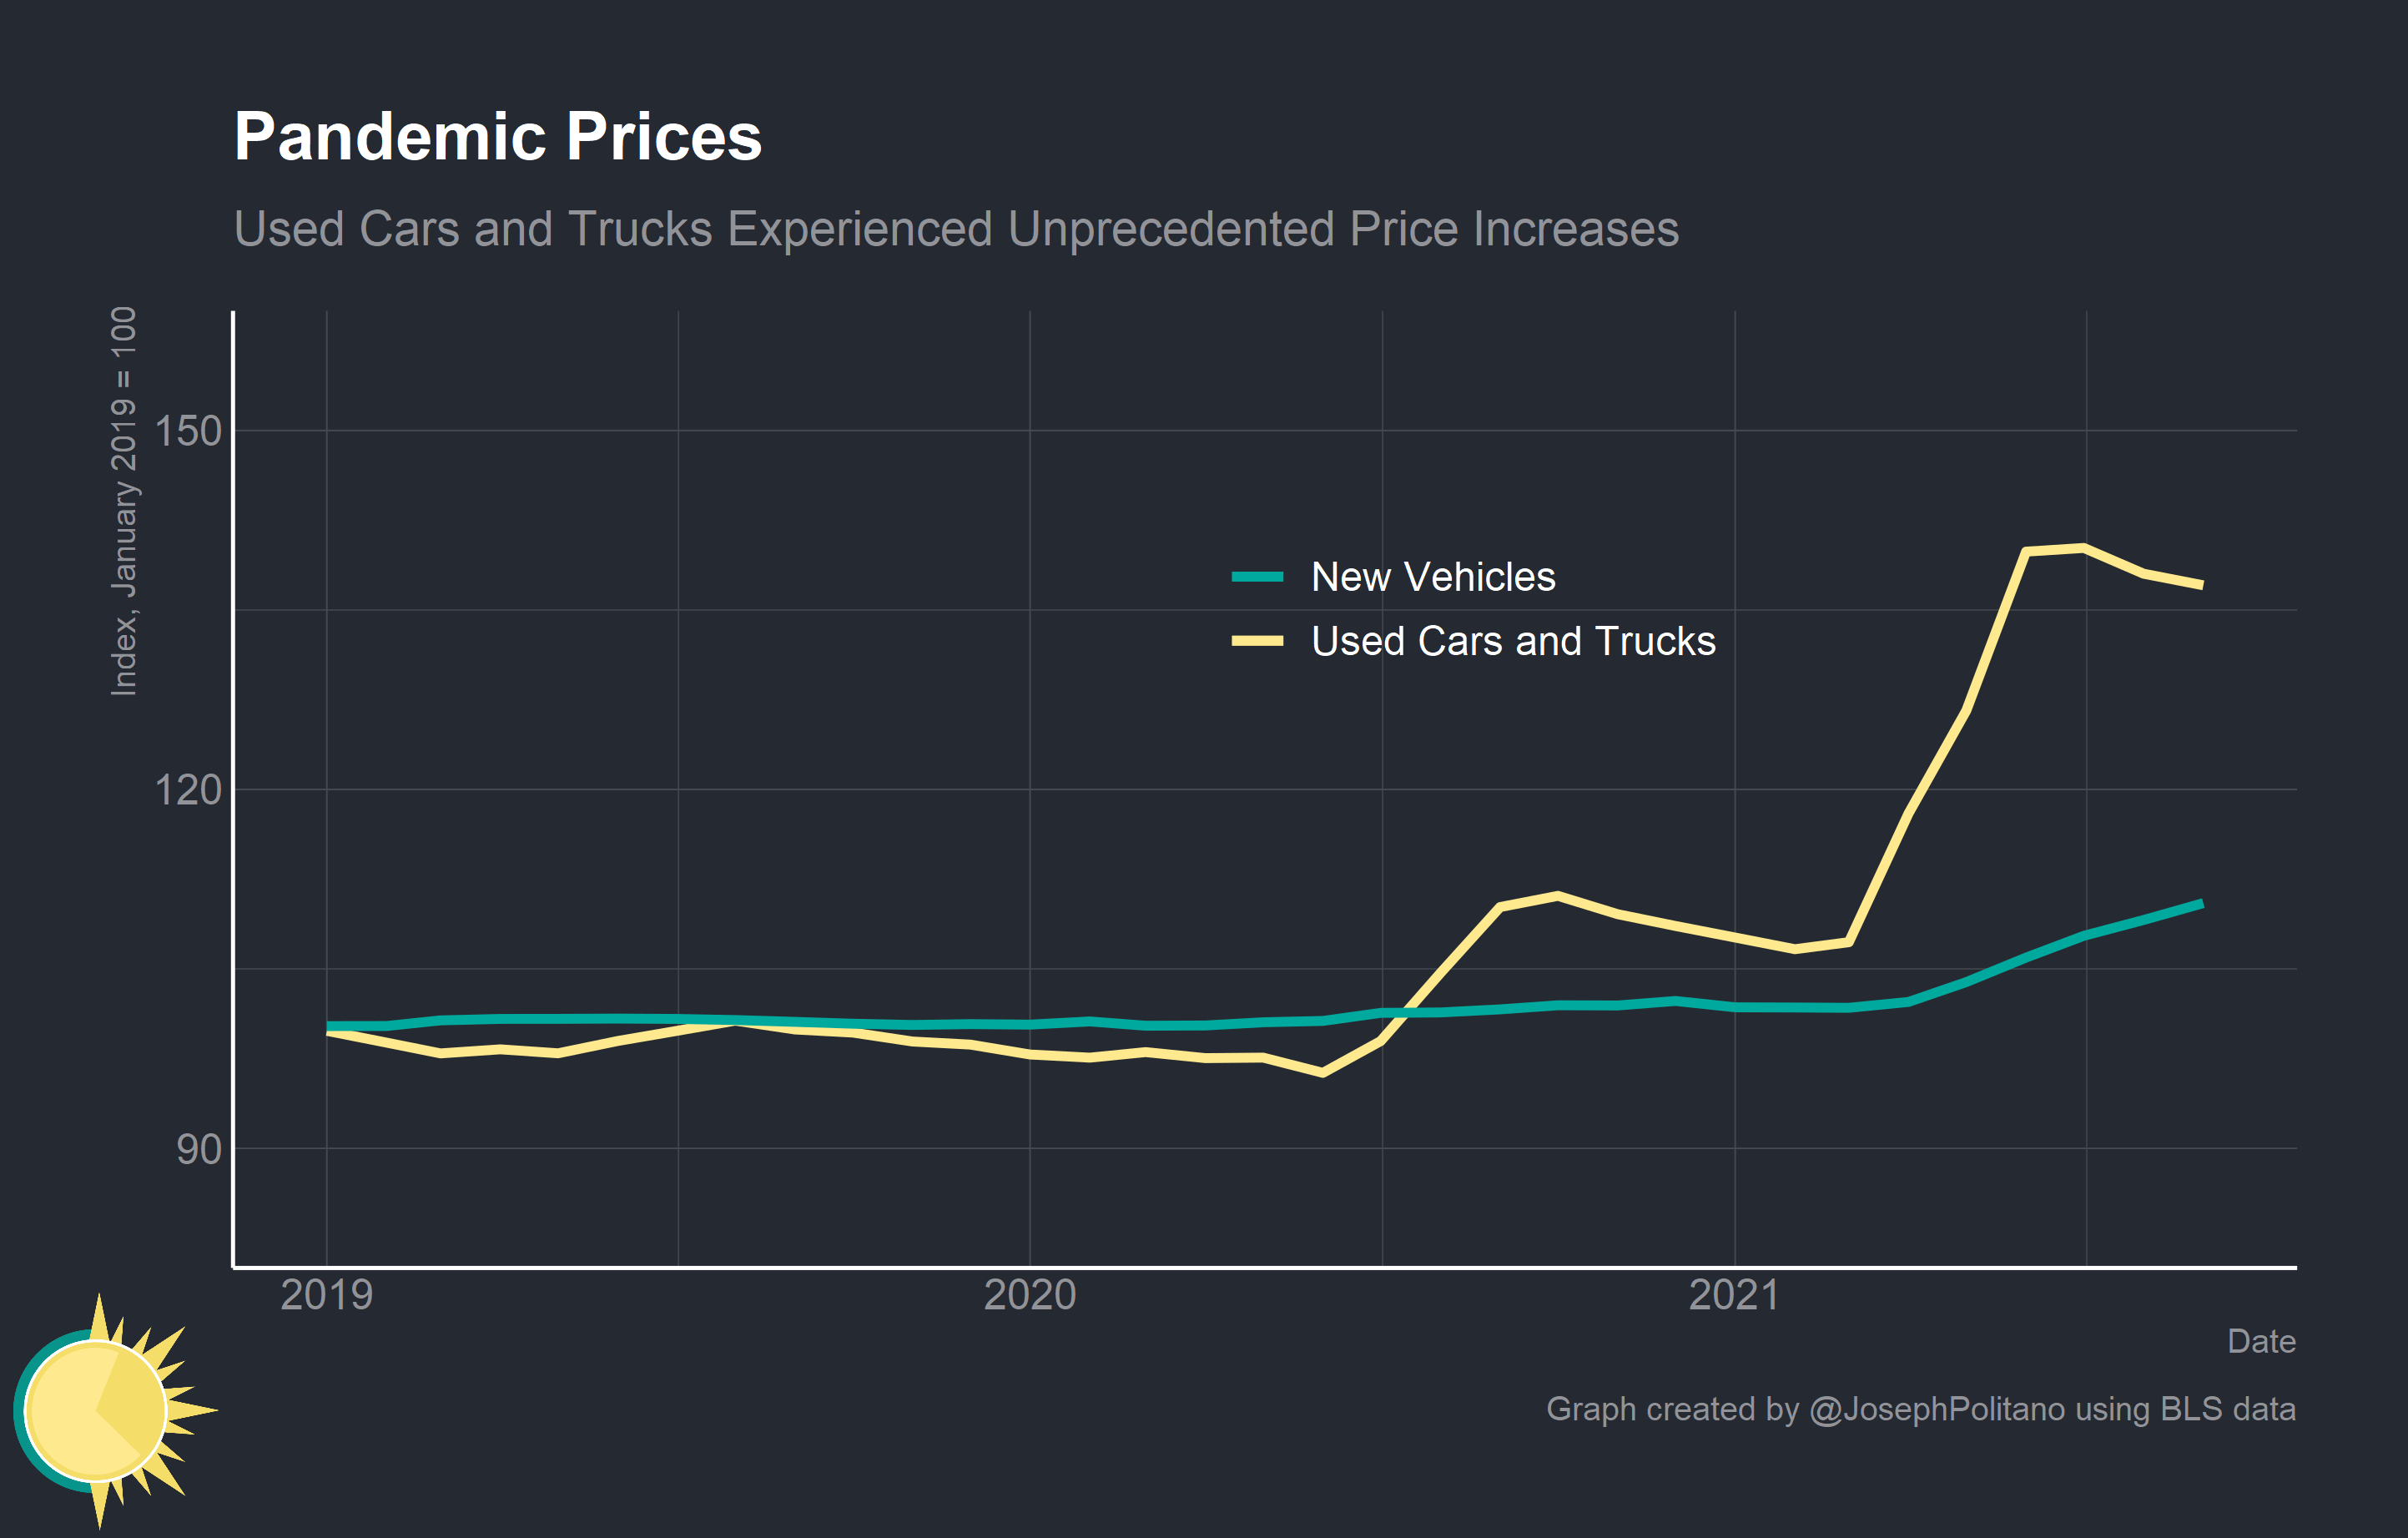 Pandemic Prices
Used Cars and Trucks Experienced Unprecedented Price Increases
Index, January 2019 = 100
150
120
90
New Vehicles
Used Cars and Trucks
2019
2020
2021
Date
Graph created by @JosephPolitano using BLS data